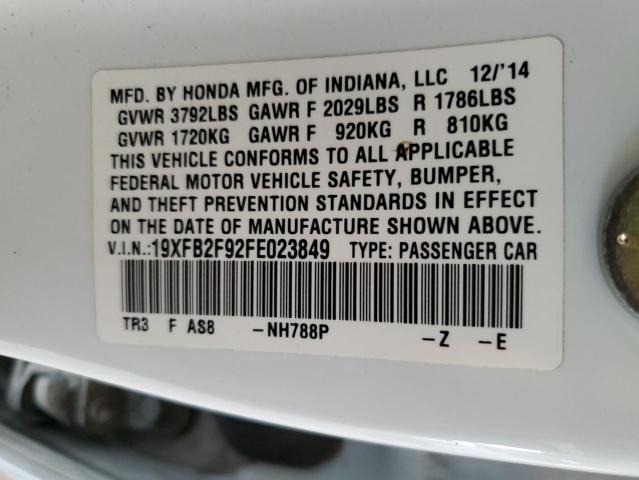 MFD. BY HONDA MFG. OF INDIANA, LLC 12/'14
GVWR 3792LBS GAWR F 2029LBS R 1786LBS
GVWR 1720KG GAWR F 920KG R 810KG
THIS VEHICLE CONFORMS TO ALL APPLICABLE
FEDERAL MOTOR VEHICLE SAFETY, BUMPER,
AND THEFT PREVENTION STANDARDS IN EFFECT
ON THE DATE OF MANUFACTURE SHOWN ABOVE.
V.I.N.:19XFB2F92FE023849 TYPE: PASSENGER CAR
TR3 F AS8 -NH788P -Z -E